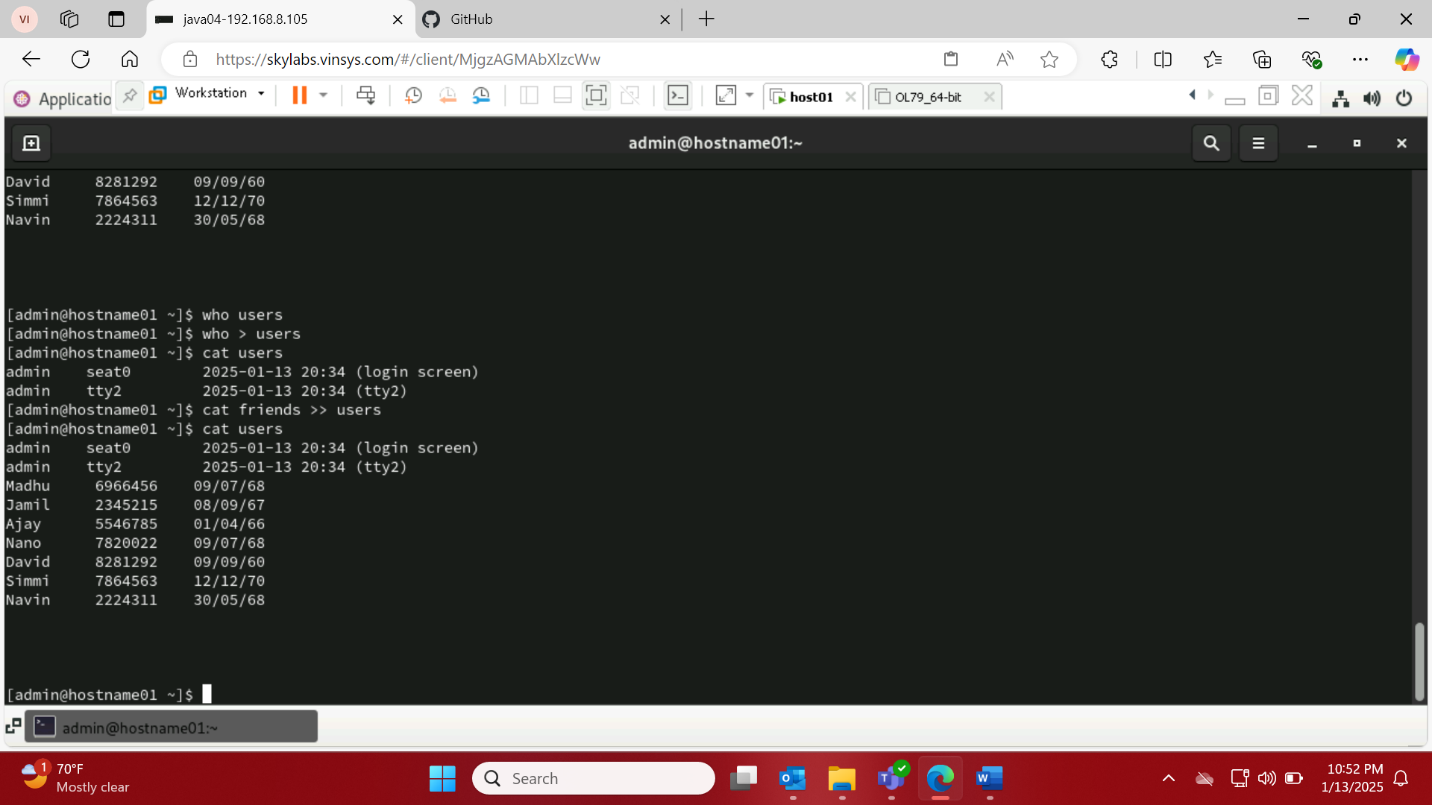 VI
java04-192.168.8.105
GitHub
https://skylabs.vinsys.com/#/client/MjgzAGMAbXlzcWw
Applicatio
Workstation
host01
OL79_64-bit
admin@hostname01:~
David     8281292    09/09/60
Simmi     7864563    12/12/70
Navin     2224311    30/05/68
[admin@hostname01 ~]$ who users
[admin@hostname01 ~]$ who > users
[admin@hostname01 ~]$ cat users
admin    seat0        2025-01-13 20:34 (login screen)
admin    tty2         2025-01-13 20:34 (tty2)
[admin@hostname01 ~]$ cat friends >> users
[admin@hostname01 ~]$ cat users
admin    seat0        2025-01-13 20:34 (login screen)
admin    tty2         2025-01-13 20:34 (tty2)
Madhu     6966456    09/07/68
Jamil     2345215    08/09/67
Ajay      5546785    01/04/66
Nano      7820022    09/07/68
David     8281292    09/09/60
Simmi     7864563    12/12/70
Navin     2224311    30/05/68
[admin@hostname01 ~]$
admin@hostname01:~
1
70°F
Mostly clear
Search
10:52 PM
1/13/2025